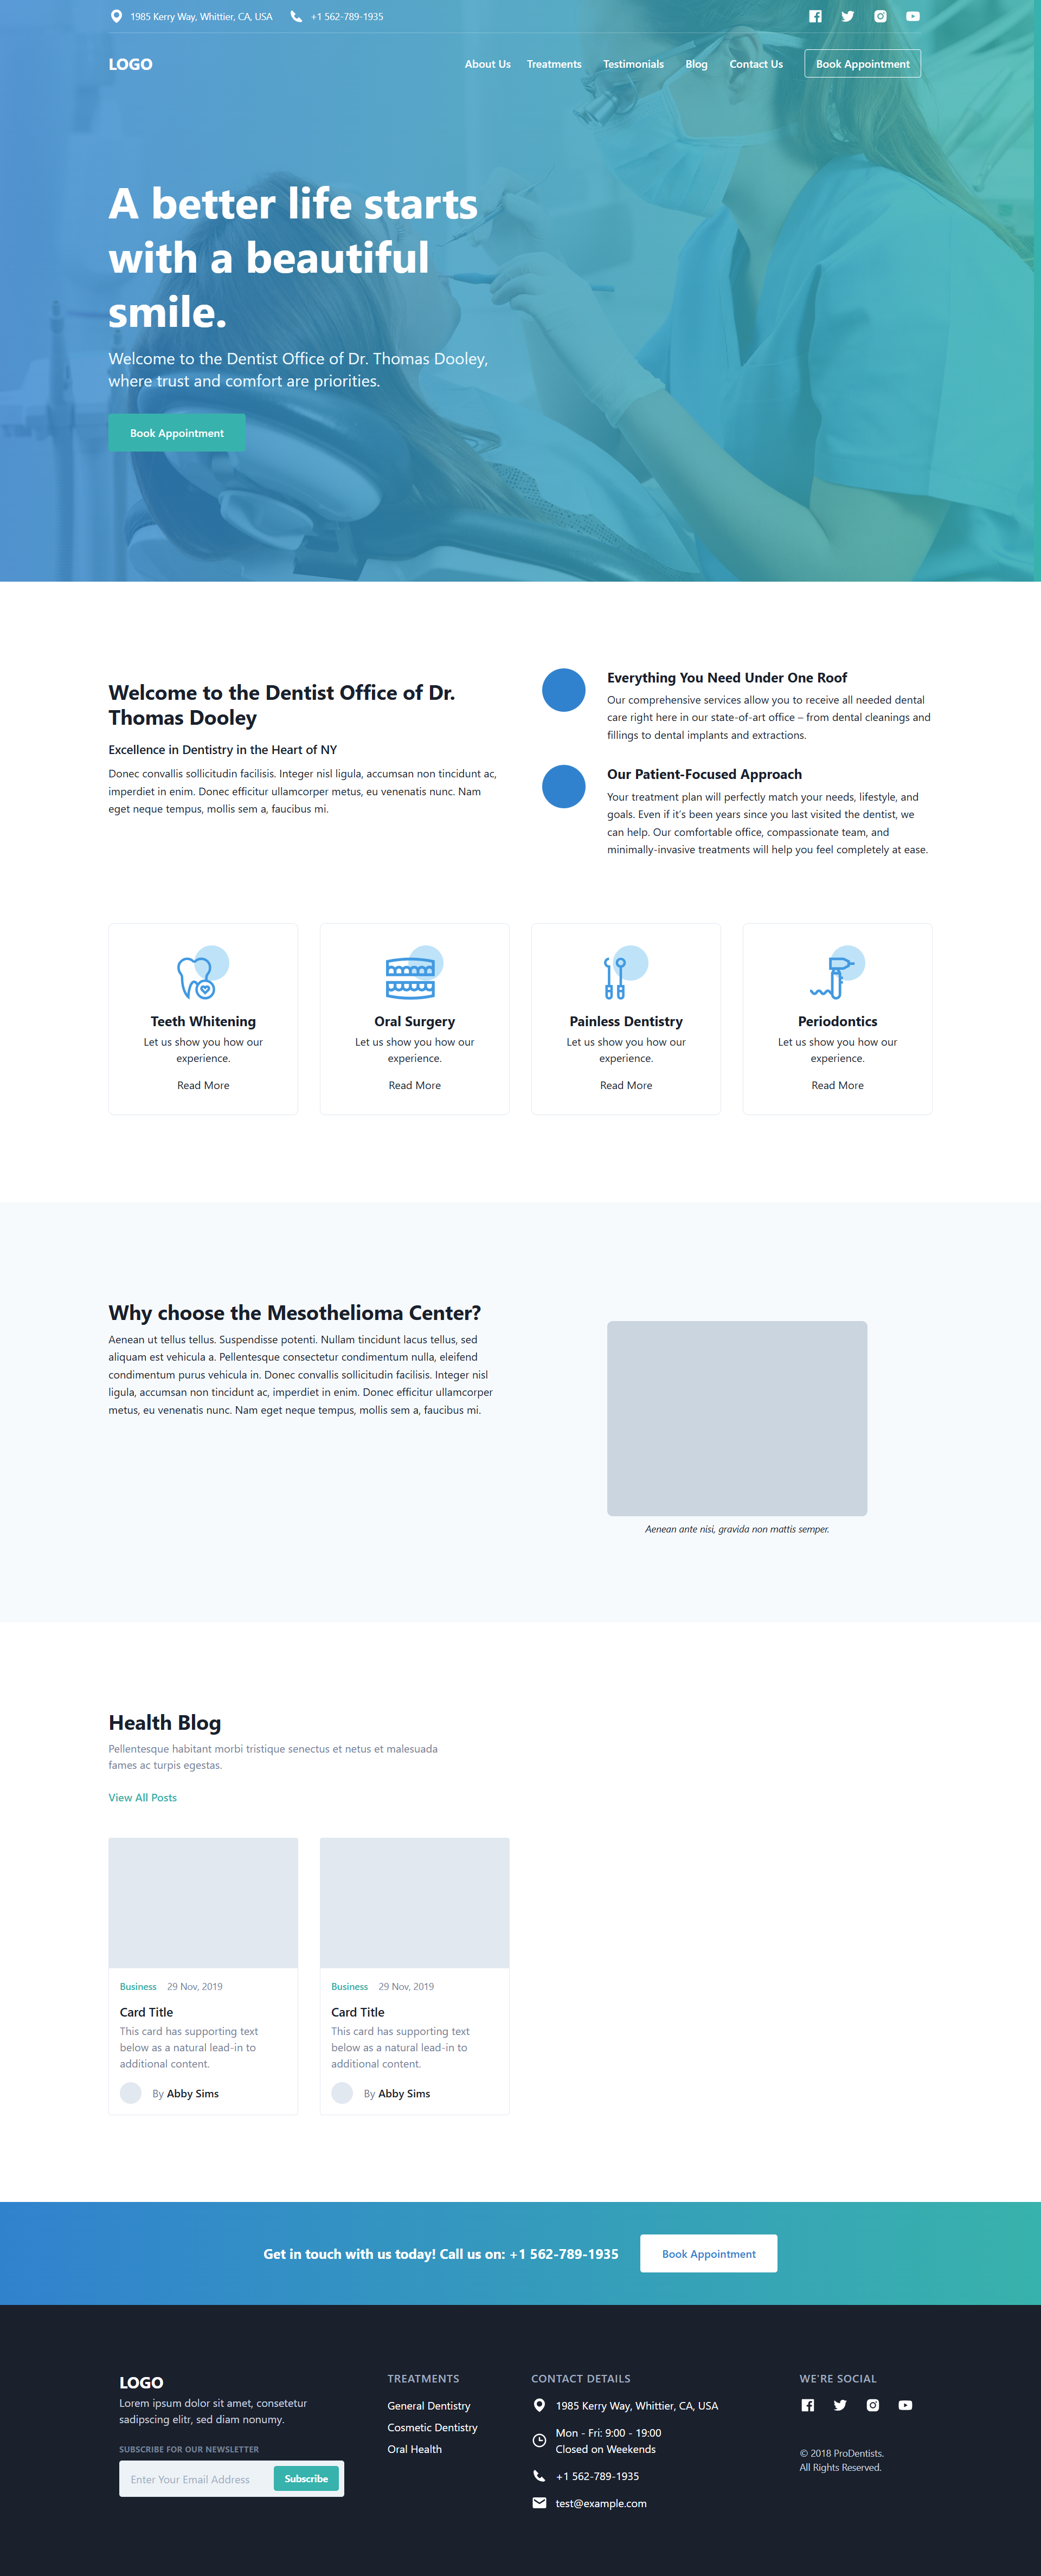 1985 Kerry Way, Whittier, CA, USA
+1 562-789-1935
LOGO
About Us
Treatments
Testimonials
Blog
Contact Us
Book Appointment
A better life starts
with a beautiful
smile.
Welcome to the Dentist Office of Dr. Thomas Dooley,
where trust and comfort are priorities.
Book Appointment
Welcome to the Dentist Office of Dr.
Thomas Dooley
Excellence in Dentistry in the Heart of NY
Donec convallis sollicitudin facilisis. Integer nisl ligula, accumsan non tincidunt ac,
imperdiet in enim. Donec efficitur ullamcorper metus, eu venenatis nunc. Nam
eget neque tempus, mollis sem a, faucibus mi.
Everything You Need Under One Roof
Our comprehensive services allow you to receive all needed dental
care right here in our state-of-art office – from dental cleanings and
fillings to dental implants and extractions.
Our Patient-Focused Approach
Your treatment plan will perfectly match your needs, lifestyle, and
goals. Even if it's been years since you last visited the dentist, we
can help. Our comfortable office, compassionate team, and
minimally-invasive treatments will help you feel completely at ease.
Teeth Whitening
Let us show you how our
experience.
Read More
Oral Surgery
Let us show you how our
experience.
Read More
Painless Dentistry
Let us show you how our
experience.
Read More
Periodontics
Let us show you how our
experience.
Read More
Why choose the Mesothelioma Center?
Aenean ut tellus tellus. Suspendisse potenti. Nullam tincidunt lacus tellus, sed
aliquam est vehicula a. Pellentesque consectetur condimentum nulla, eleifend
condimentum purus vehicula in. Donec convallis sollicitudin facilisis. Integer nisl
ligula, accumsan non tincidunt ac, imperdiet in enim. Donec efficitur ullamcorper
metus, eu venenatis nunc. Nam eget neque tempus, mollis sem a, faucibus mi.
Aenean ante nisi, gravida non mattis semper.
Health Blog
Pellentesque habitant morbi tristique senectus et netus et malesuada
fames ac turpis egestas.
View All Posts
Business 29 Nov, 2019
Card Title
This card has supporting text
below as a natural lead-in to
additional content.
By Abby Sims
Business 29 Nov, 2019
Card Title
This card has supporting text
below as a natural lead-in to
additional content.
By Abby Sims
Get in touch with us today! Call us on: +1 562-789-1935
Book Appointment
LOGO
Lorem ipsum dolor sit amet, consetetur
sadipscing elitr, sed diam nonumy.
SUBSCRIBE FOR OUR NEWSLETTER
Enter Your Email Address
Subscribe
TREATMENTS
General Dentistry
Cosmetic Dentistry
Oral Health
CONTACT DETAILS
1985 Kerry Way, Whittier, CA, USA
Mon - Fri: 9:00 - 19:00
Closed on Weekends
+1 562-789-1935
test@example.com
WE'RE SOCIAL
© 2018 ProDentists.
All Rights Reserved.